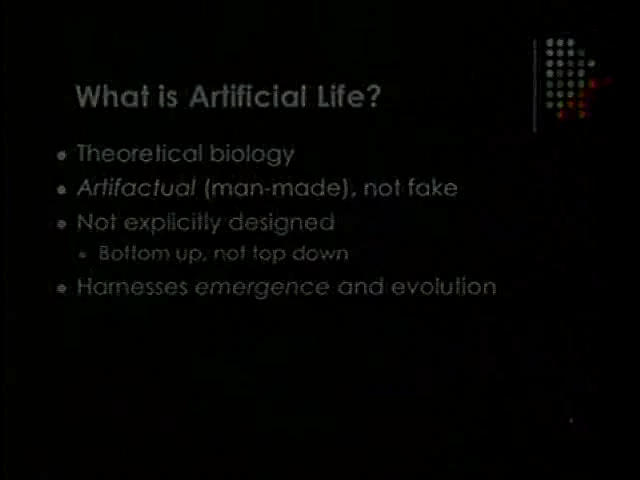 What is Artificial Life?
Theoretical biology
Artifactual (man-made), not fake
Not explicitly designed
Bottom up, not top down
Harnesses emergence and evolution